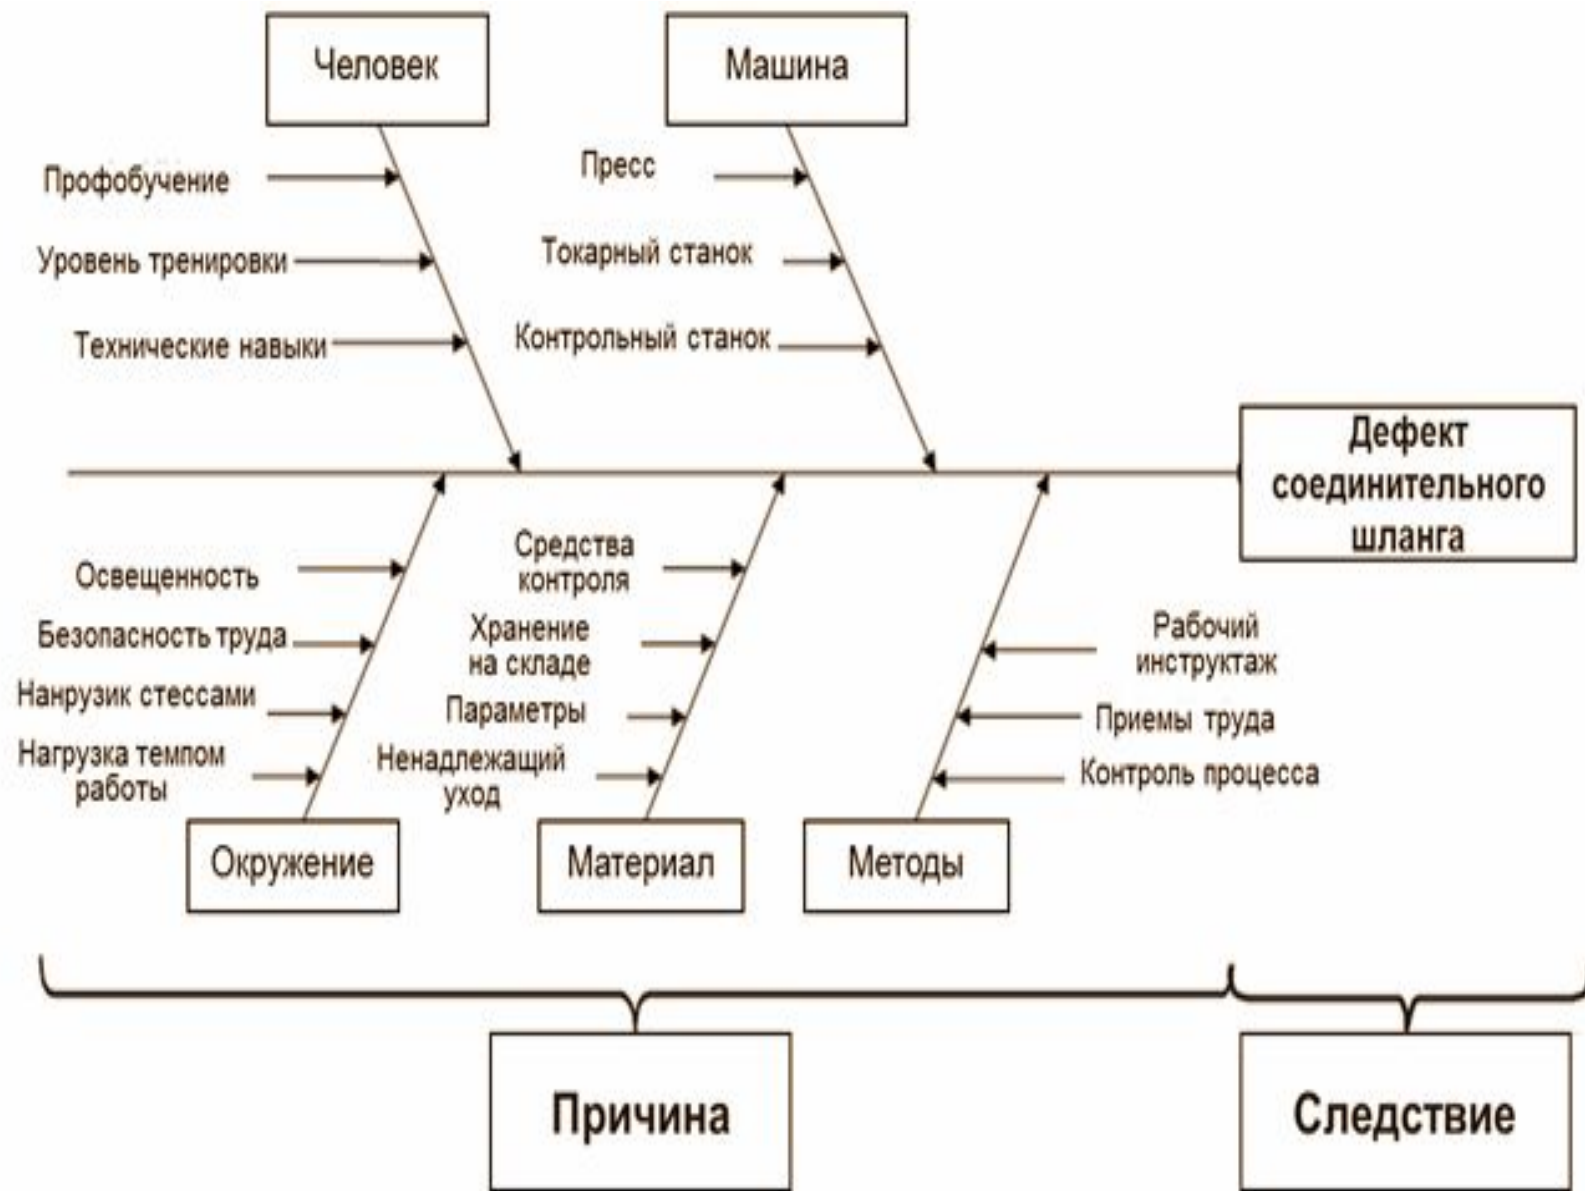 Человек
Машина
Профобучение
Пресс
Уровень тренировки
Токарный станок
Технические навыки
Контрольный станок
Дефект
соединительного
шланга
Освещенность
Средства
контроля
Безопасность труда
Хранение
на складе
Рабочий
инструктаж
Нанрузик стессами
Параметры
Приемы труда
Нагрузка темпом
работы
Ненадлежащий
уход
Контроль процесса
Окружение
Материал
Методы
Причина
Следствие